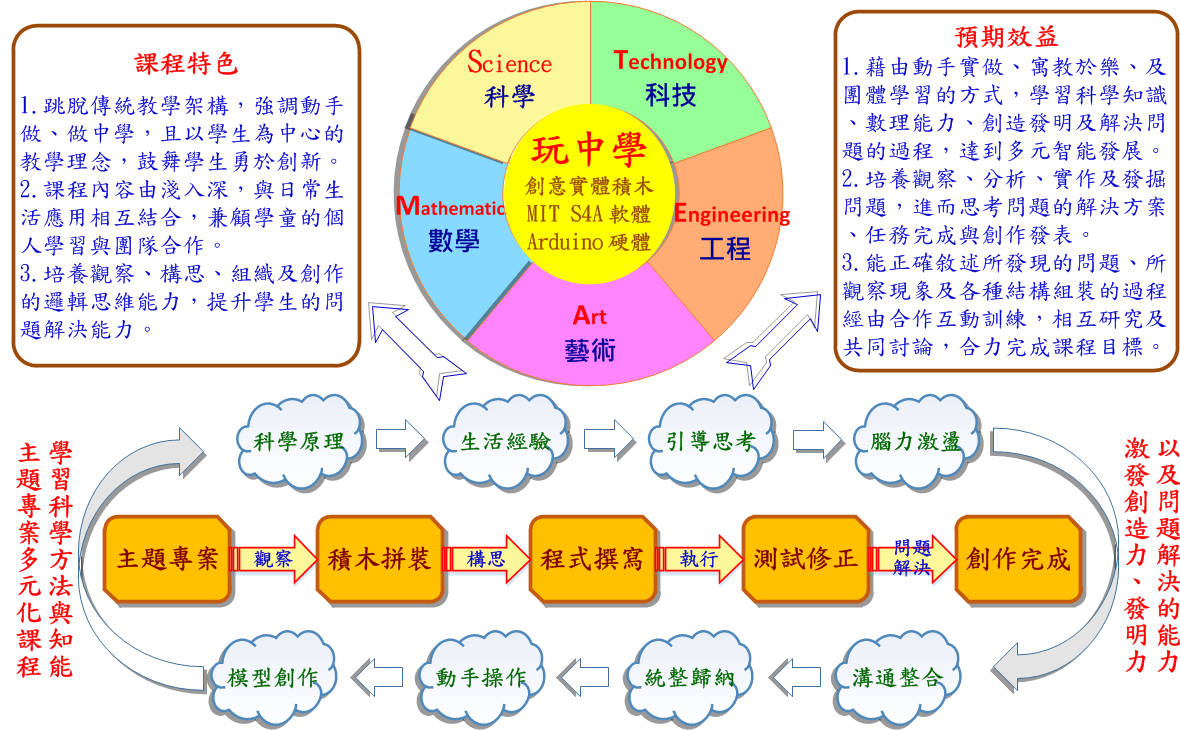 課程特色
1.跳脫傳統教學架構，強調動手
做、做中學，且以學生為中心的
教學理念，鼓舞學生勇於創新。
2.課程內容由淺入深，與日常生
活應用相互結合，兼顧學童的個
人學習與團隊合作。
3.培養觀察、構思、組織及創作
的邏輯思維能力，提升學生的問
題解決能力。
Science
科學
Technology
科技
Mathematic
數學
Engineering
工程
Art
藝術
玩中學
創意實體積木
MIT S4A 軟體
Arduino 硬體
預期效益
1.藉由動手實做、寓教於樂、及
團體學習的方式，學習科學知識
、數理能力、創造發明及解決問
題的過程，達到多元智能發展。
2.培養觀察、分析、實作及發掘
問題，進而思考問題的解決方案
、任務完成與創作發表。
3.能正確敘述所發現的問題、所
觀察現象及各種結構組裝的過程
經由合作互動訓練，相互研究及
共同討論，合力完成課程目標。
學習科學方法與知能
主題專案多元化課程
科學原理
生活經驗
引導思考
腦力激盪
主題專案
觀察
積木拼裝
構思
程式撰寫
執行
測試修正
問題
解決
創作完成
模型創作
動手操作
統整歸納
溝通整合
以及問題解決的能力
激發創造力、發明力